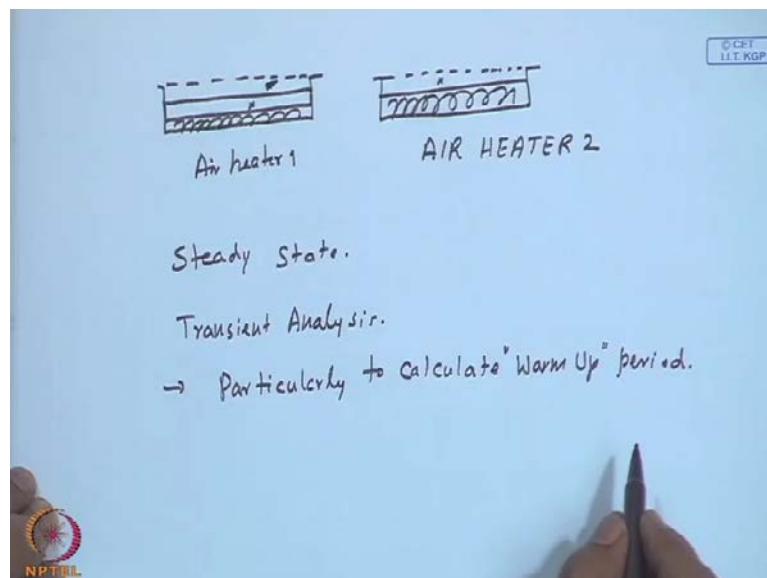 © CET
I.I.T. KGP
Air heater 1
AIR HEATER 2
Steady State.
Transient Analysis.
→ Particularly to calculate "Warm Up" period.
NPTEL